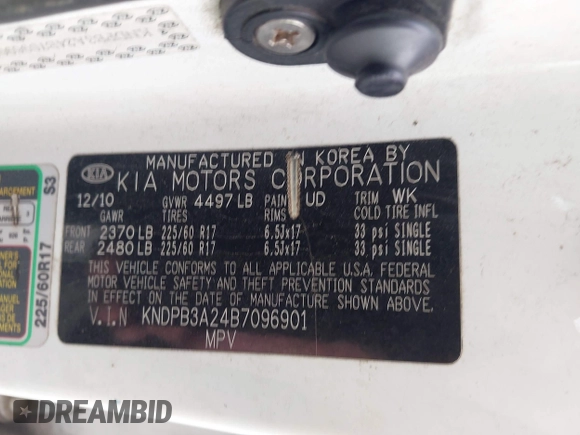 MANUFACTURED IN KOREA BY
KIA KIA MOTORS CORPORATION
12/10 GVWR 4497 LB PAINT UD TRIM WK
GAWR TIRES RIMS COLD TIRE INFL
FRONT 2370 LB 225/60 R17 6.5Jx17 33 psi SINGLE
REAR 2480 LB 225/60 R17 6.5Jx17 33 psi SINGLE
THIS VEHICLE CONFORMS TO ALL APPLICABLE U.S.A. FEDERAL
MOTOR VEHICLE SAFETY AND THEFT PREVENTION STANDARDS
IN EFFECT ON THE DATE OF MANUFACTURE SHOWN ABOVE.
V.I.N KNDPB3A24B7096901
MPV
225/60R17 S3
DREAMBID